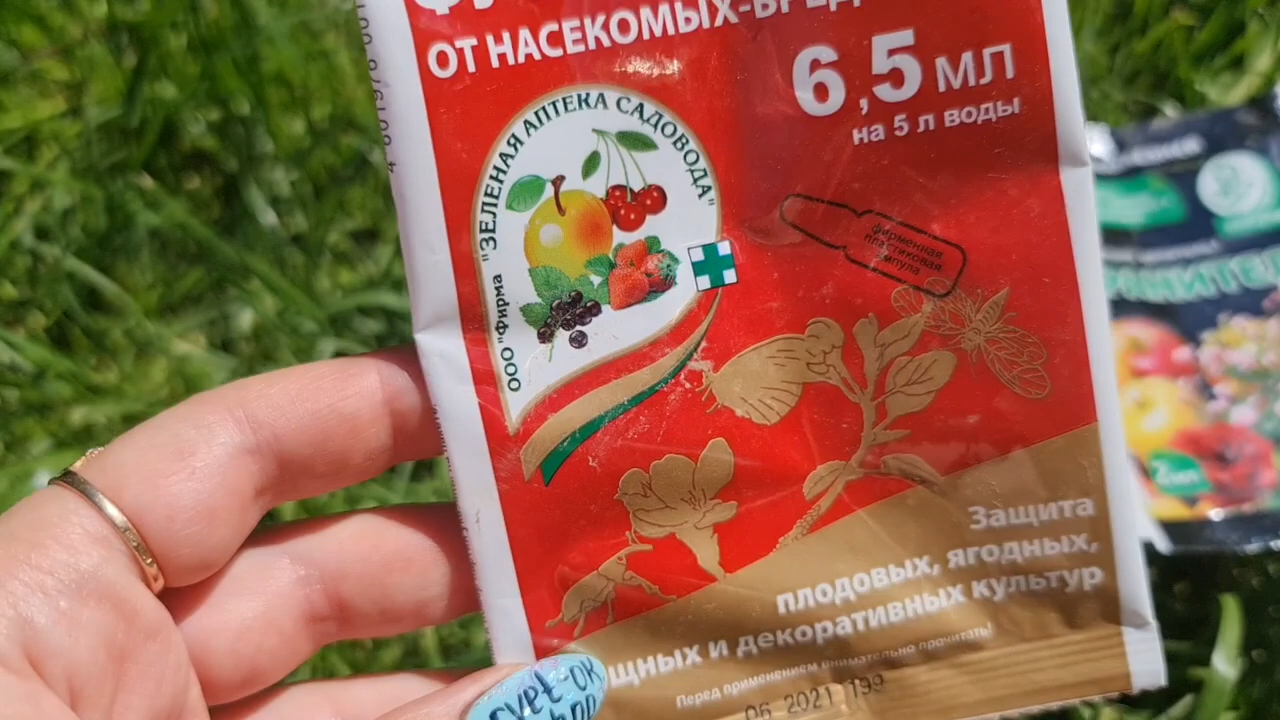 ОТ НАСЕКОМЫХ-ВРЕД
6,5 МЛ
на 5 л воды
ООО "Фирма "ЗЕЛЕНАЯ АПТЕКА САДОВОДА"
фирменная
пластиковая
ампула
Защита
плодовых, ягодных,
щных и декоративных культур
Перед применением внимательно прочитать!
06 2021 199